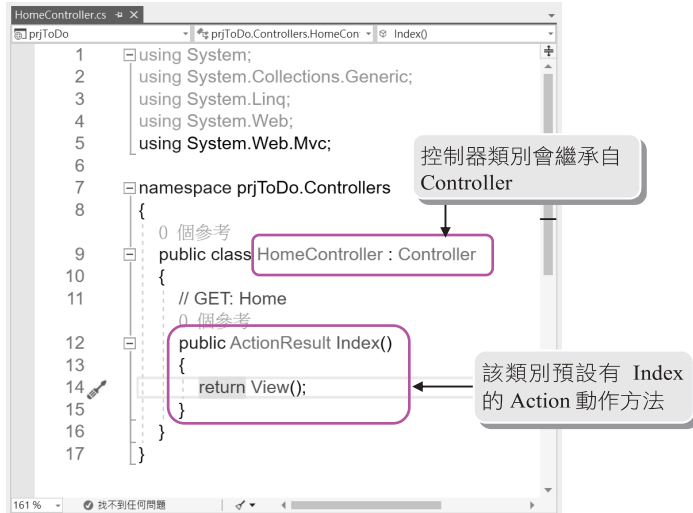 HomeController.cs
prjToDo
prjToDo.Controllers.HomeCon
Index()
1 using System;
2 using System.Collections.Generic;
3 using System.Linq;
4 using System.Web;
5 using System.Web.Mvc;
6
控制器類別會繼承自
Controller
7 namespace prjToDo.Controllers
8 {
0 個參考
9 public class HomeController : Controller
10 {
11 // GET: Home
0 個參考
12 public ActionResult Index()
13 {
14 return View();
15 }
16 }
17 }
該類別預設有 Index
的 Action 動作方法
161 %
找不到任何問題